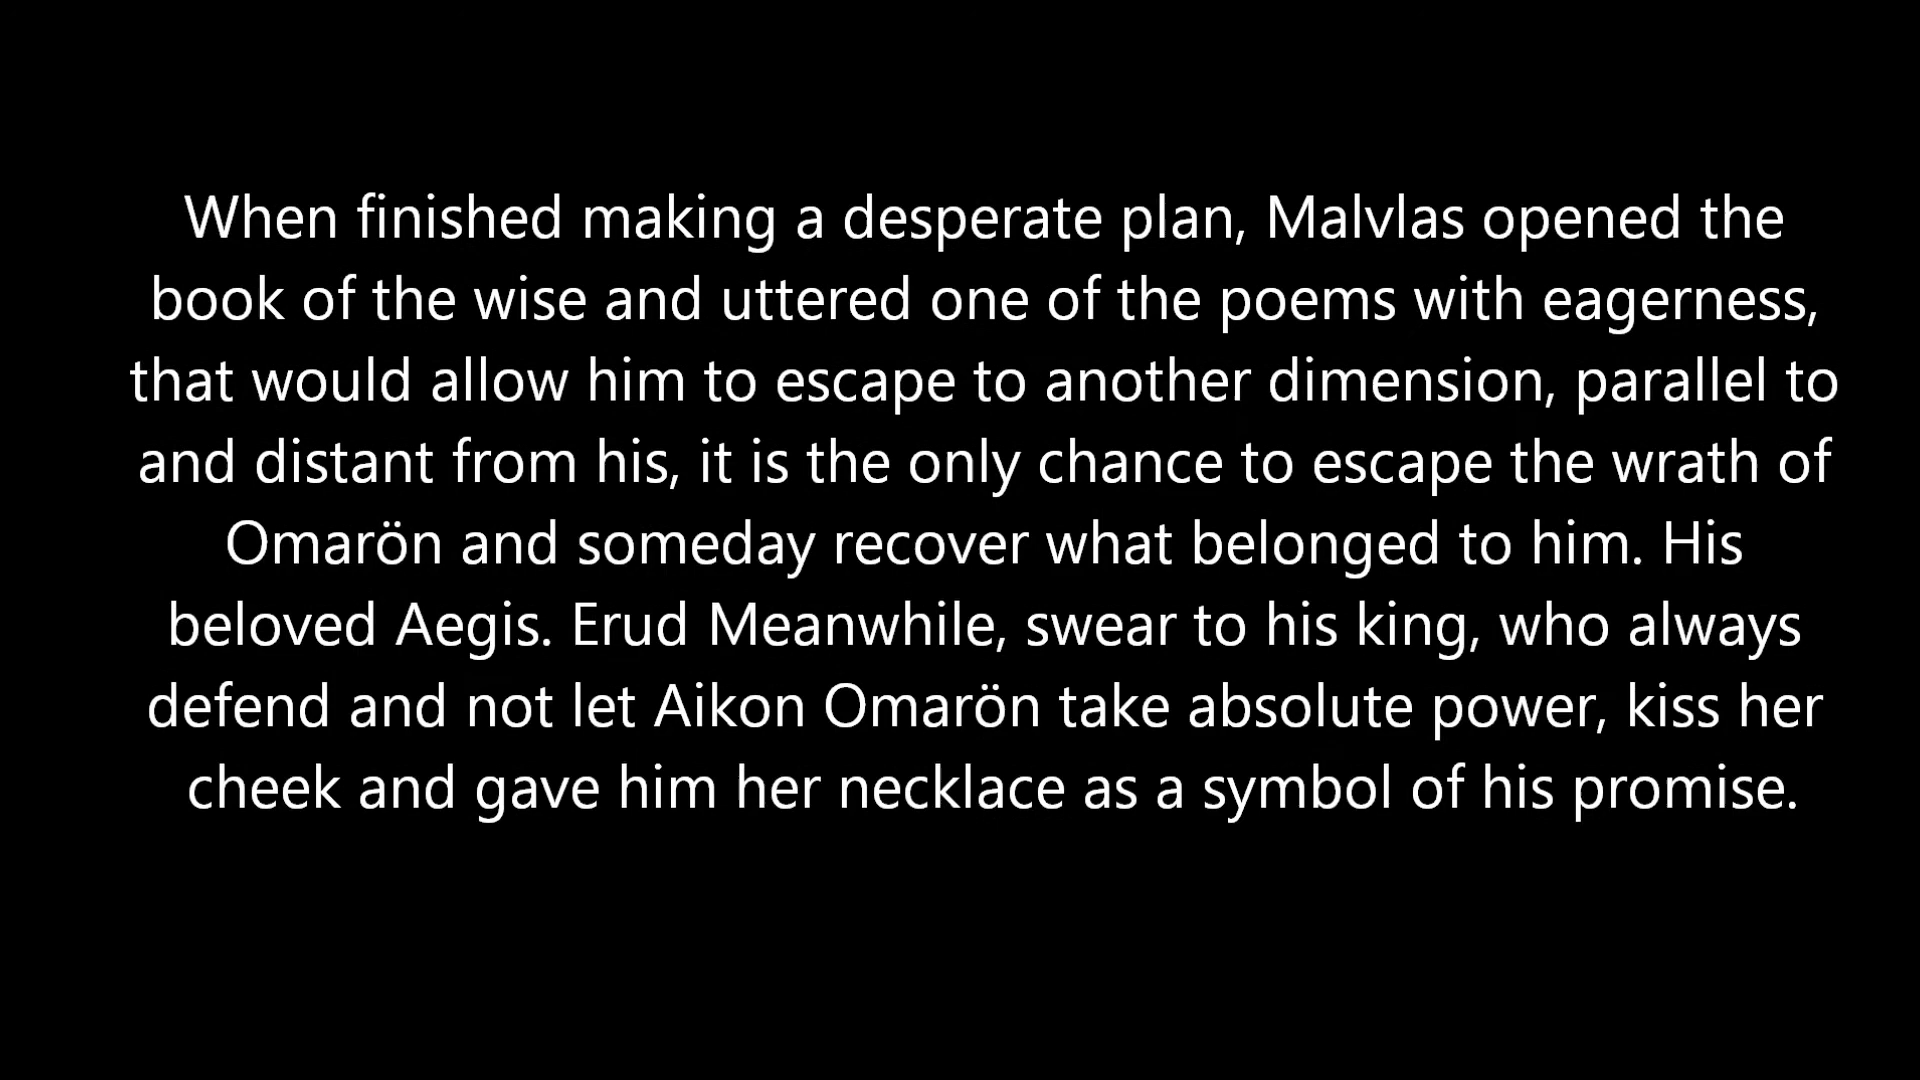 When finished making a desperate plan, Malvlas opened the
book of the wise and uttered one of the poems with eagerness,
that would allow him to escape to another dimension, parallel to
and distant from his, it is the only chance to escape the wrath of
Omarön and someday recover what belonged to him. His
beloved Aegis. Erud Meanwhile, swear to his king, who always
defend and not let Aikon Omarön take absolute power, kiss her
cheek and gave him her necklace as a symbol of his promise.